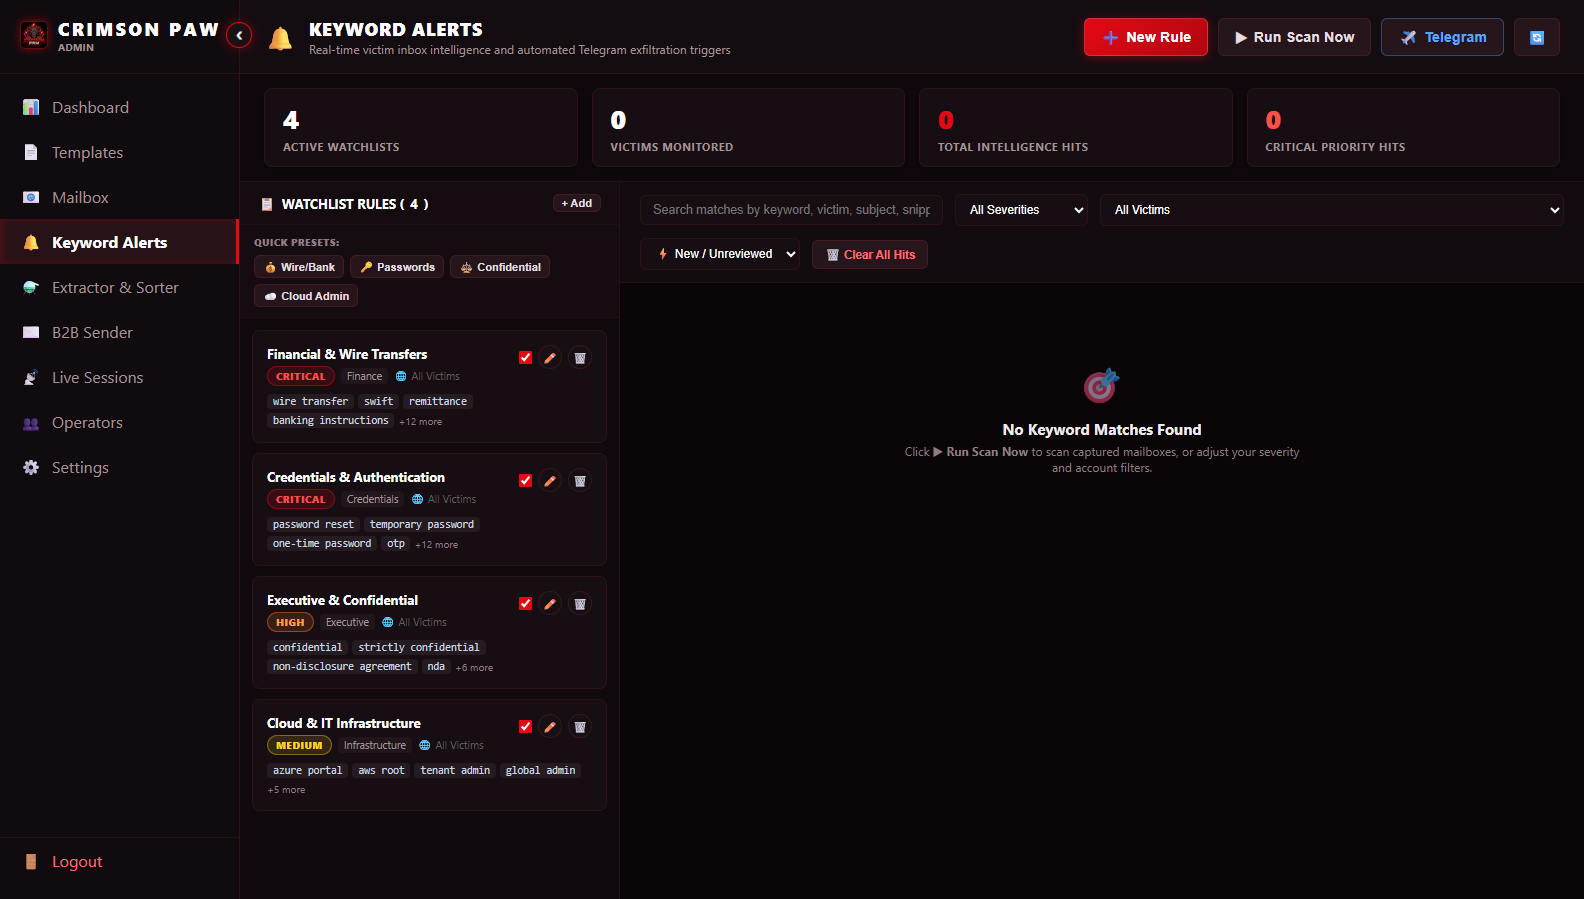 CRIMSON PAW
ADMIN
KEYWORD ALERTS
Real-time victim inbox intelligence and automated Telegram exfiltration triggers
New Rule
Run Scan Now
Telegram
Dashboard
Templates
Mailbox
Keyword Alerts
Extractor & Sorter
B2B Sender
Live Sessions
Operators
Settings
Logout
4
ACTIVE WATCHLISTS
0
VICTIMS MONITORED
0
TOTAL INTELLIGENCE HITS
0
CRITICAL PRIORITY HITS
WATCHLIST RULES ( 4 )
+ Add
QUICK PRESETS:
Wire/Bank
Passwords
Confidential
Cloud Admin
Financial & Wire Transfers
CRITICAL Finance All Victims
wire transfer swift remittance
banking instructions +12 more
Credentials & Authentication
CRITICAL Credentials All Victims
password reset temporary password
one-time password otp +12 more
Executive & Confidential
HIGH Executive All Victims
confidential strictly confidential
non-disclosure agreement nda +6 more
Cloud & IT Infrastructure
MEDIUM Infrastructure All Victims
azure portal aws root tenant admin global admin
+5 more
Search matches by keyword, victim, subject, snipp
All Severities
All Victims
New / Unreviewed
Clear All Hits
No Keyword Matches Found
Click ▶ Run Scan Now to scan captured mailboxes, or adjust your severity
and account filters.